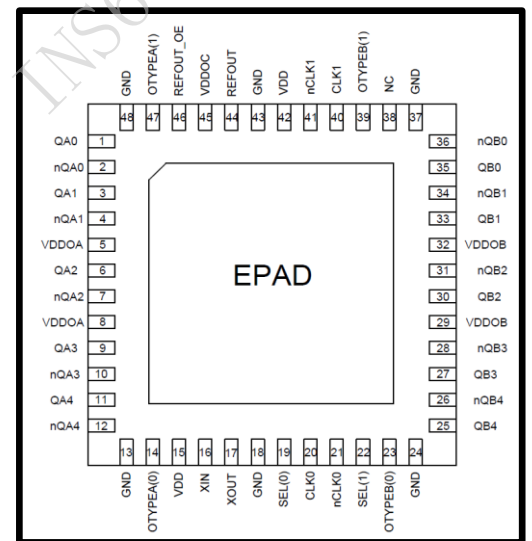 INS6
GND OTYPEA(1) REFOUT_OE VDDOC REFOUT GND VDD nCLK1 CLK1 OTYPEB(1) NC GND
48 47 46 45 44 43 42 41 40 39 38 37
QA0 1 36 nQB0
nQA0 2 35 QB0
QA1 3 34 nQB1
nQA1 4 33 QB1
VDDOA 5 32 VDDOB
QA2 6 31 nQB2
EPAD
nQA2 7 30 QB2
VDDOA 8 29 VDDOB
QA3 9 28 nQB3
nQA3 10 27 QB3
QA4 11 26 nQB4
nQA4 12 25 QB4
13 14 15 16 17 18 19 20 21 22 23 24
GND OTYPEA(0) VDD XIN XOUT GND SEL(0) CLK0 nCLK0 SEL(1) OTYPEB(0) GND